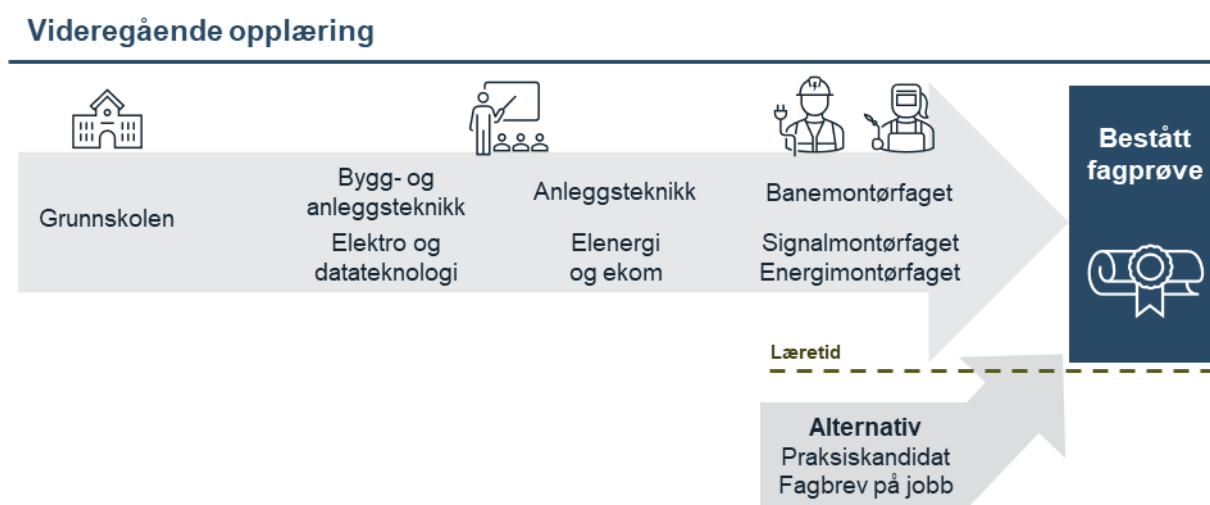 Videregående opplæring
Grunnskolen
Bygg- og
anleggsteknikk
Elektro og
datateknologi
Anleggsteknikk
Elenergi
og ekom
Banemontørfaget
Signalmontørfaget
Energimontørfaget
Bestått
fagprøve
Læretid
Alternativ
Praksiskandidat
Fagbrev på jobb